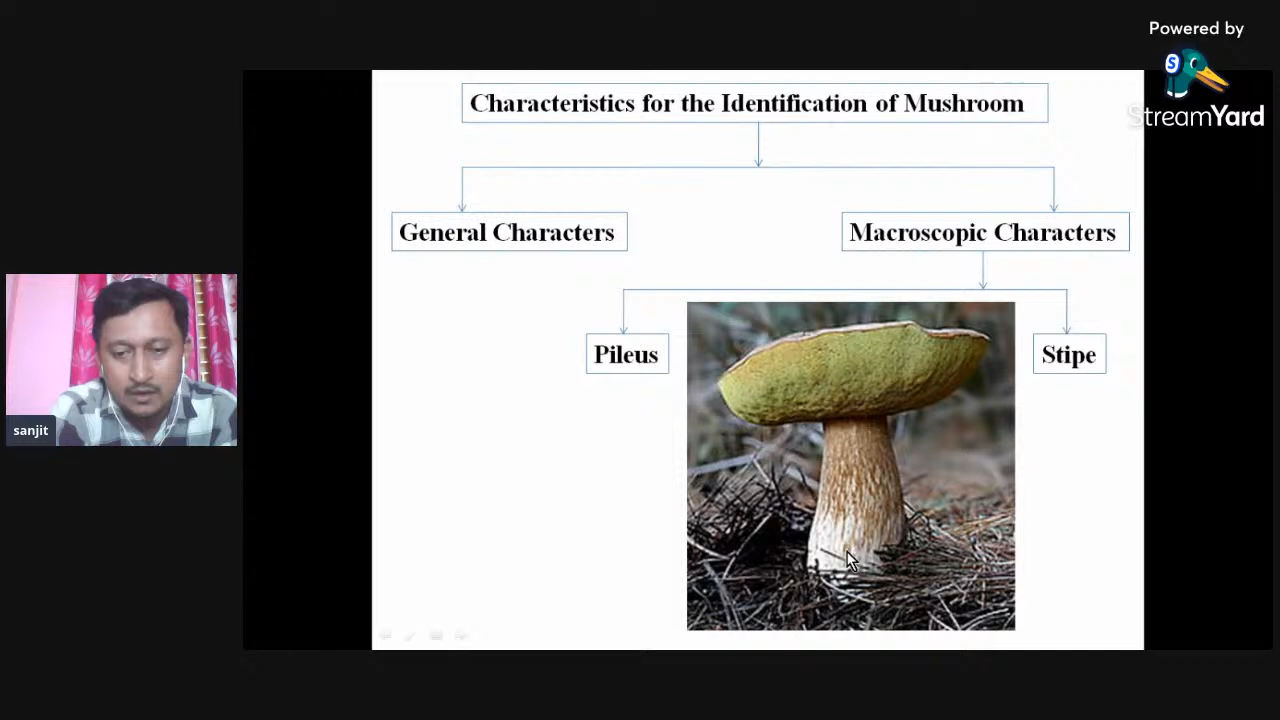 Powered by
StreamYard
Characteristics for the Identification of Mushroom
General Characters
Macroscopic Characters
Pileus
Stipe
sanjit